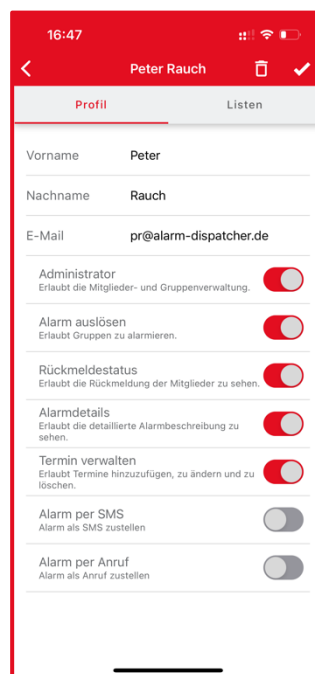 16:47
Peter Rauch
Profil
Listen
Vorname Peter
Nachname Rauch
E-Mail pr@alarm-dispatcher.de
Administrator
Erlaubt die Mitglieder- und Gruppenverwaltung.
Alarm auslösen
Erlaubt Gruppen zu alarmieren.
Rückmeldestatus
Erlaubt die Rückmeldung der Mitglieder zu sehen.
Alarmdetails
Erlaubt die detaillierte Alarmbeschreibung zu
sehen.
Termin verwalten
Erlaubt Termine hinzuzufügen, zu ändern und zu
löschen.
Alarm per SMS
Alarm als SMS zustellen
Alarm per Anruf
Alarm als Anruf zustellen